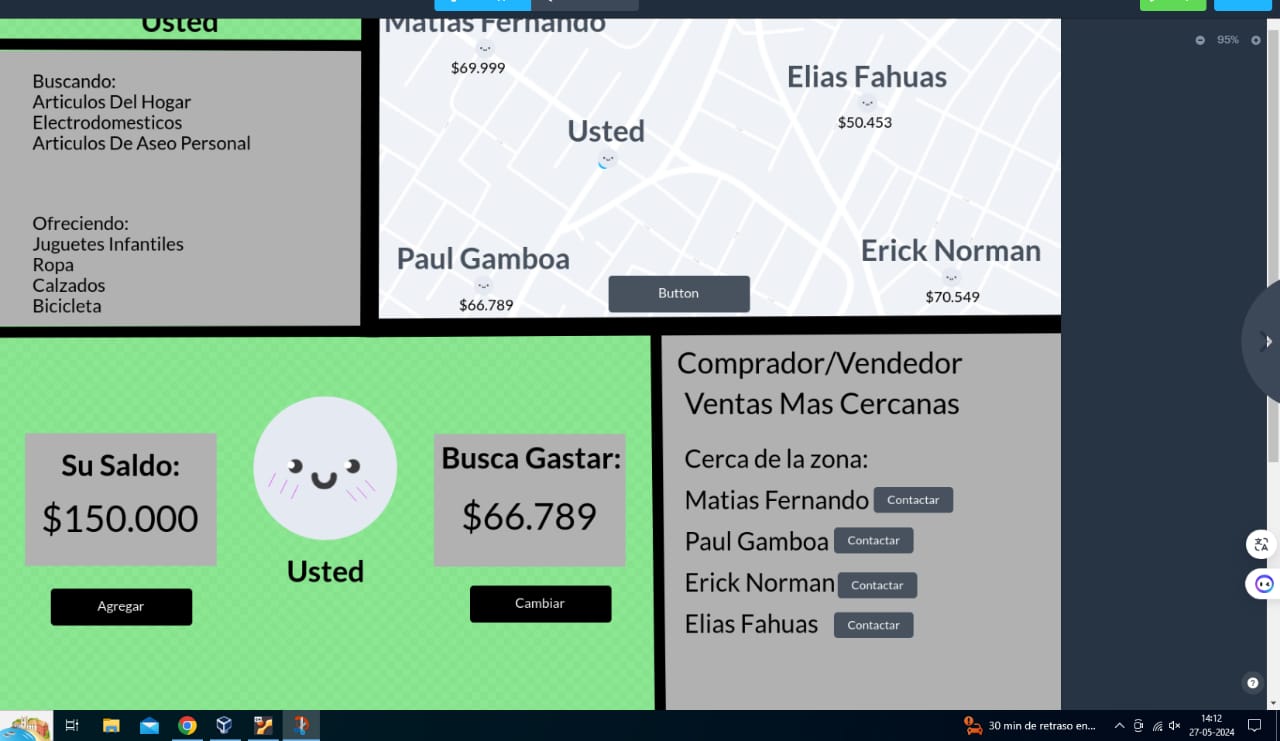 Usted
Buscando:
Articulos Del Hogar
Electrodomesticos
Articulos De Aseo Personal
Ofreciendo:
Juguetes Infantiles
Ropa
Calzados
Bicicleta
Matias Fernando
$69.999
Elias Fahuas
$50.453
Usted
Paul Gamboa
$66.789
Button
Erick Norman
$70.549
95%
Su Saldo:
$150.000
Agregar
Usted
Busca Gastar:
$66.789
Cambiar
Comprador/Vendedor
Ventas Mas Cercanas
Cerca de la zona:
Matias Fernando Contactar
Paul Gamboa Contactar
Erick Norman Contactar
Elias Fahuas Contactar
30 min de retraso en...
14:12
27-05-2024